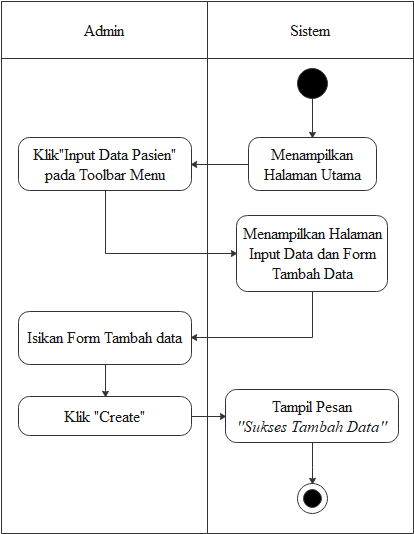 Admin
Sistem
Menampilkan
Halaman Utama
Klik"Input Data Pasien"
pada Toolbar Menu
Menampilkan Halaman
Input Data dan Form
Tambah Data
Isikan Form Tambah data
Klik "Create"
Tampil Pesan
"Sukses Tambah Data"